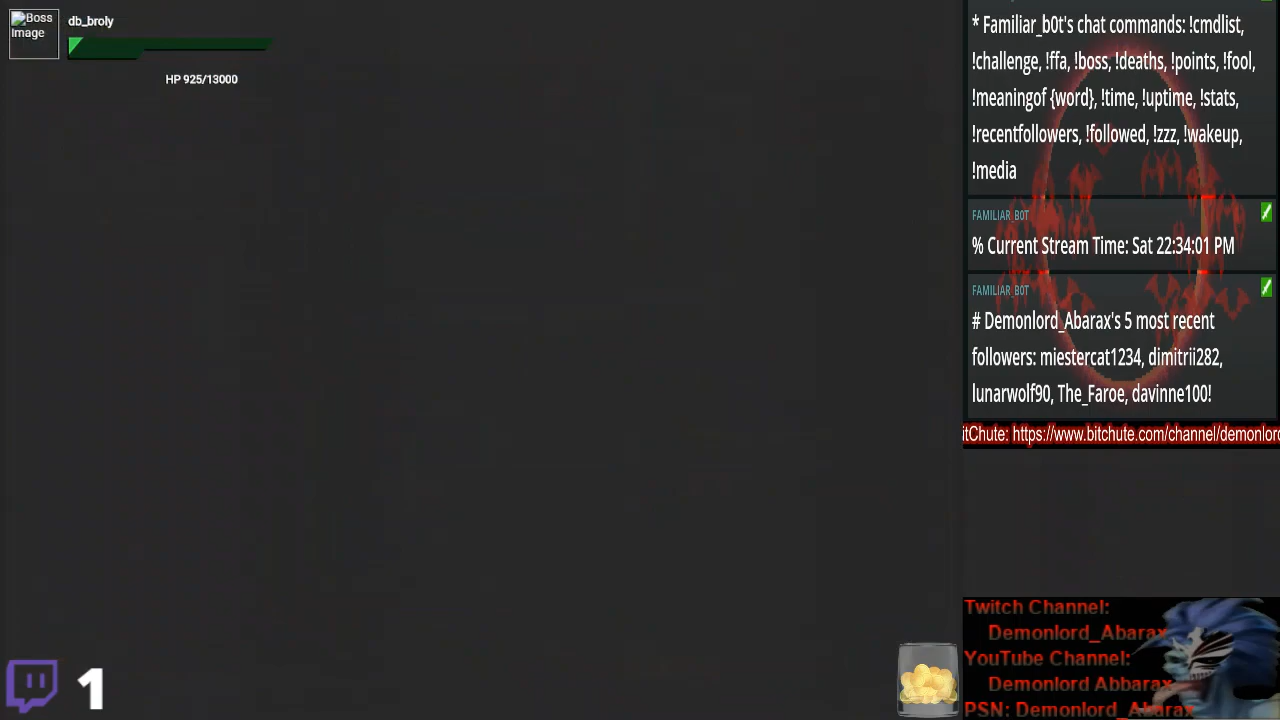 Boss
Image
db_broly
HP 925/13000
* Familiar_b0t's chat commands: !cmdlist,
!challenge, !ffa, !boss, !deaths, !points, !fool,
!meaningof {word}, !time, !uptime, !stats,
!recentfollowers, !followed, !zzz, !wakeup,
!media
FAMILIAR_B0T
% Current Stream Time: Sat 22:34:01 PM
FAMILIAR_B0T
# Demonlord_Abarax's 5 most recent
followers: miestercat1234, dimitrii282,
lunarwolf90, The_Faroe, davinne100!
itChute: https://www.bitchute.com/channel/demonlord
Twitch Channel:
Demonlord_Abarax
YouTube Channel:
Demonlord Abbarax
PSN: Demonlord_Abarax
1